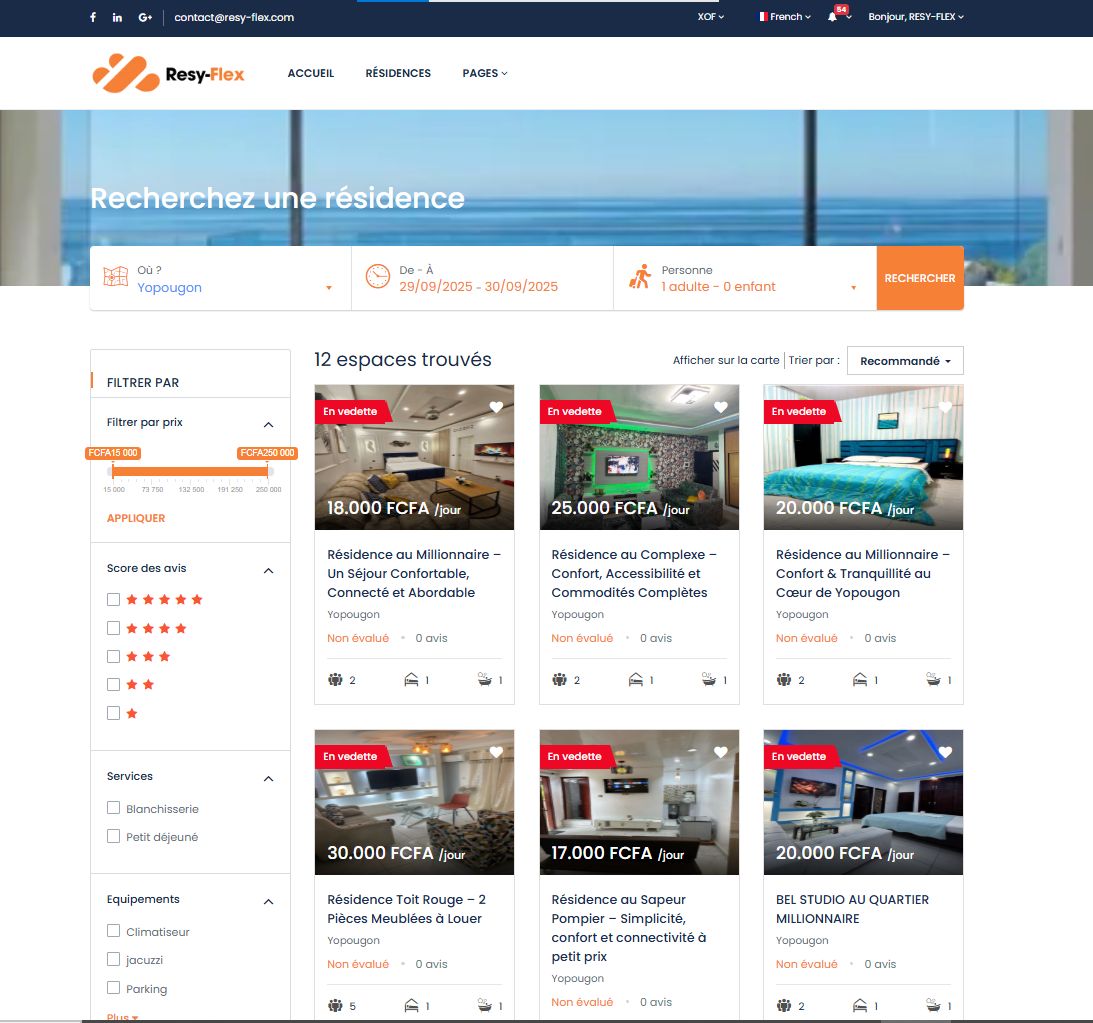 contact@resy-flex.com
XOF
French
54
Bonjour, RESY-FLEX
Resy-Flex
ACCUEIL
RÉSIDENCES
PAGES
Recherchez une résidence
Où ?
Yopougon
De - À
29/09/2025 - 30/09/2025
Personne
1 adulte - 0 enfant
RECHERCHER
FILTRER PAR
Filtrer par prix
FCFA15 000
FCFA250 000
15 000 73 750 132 500 191 250 250 000
APPLIQUER
Score des avis
Services
Blanchisserie
Petit déjeuné
Equipements
Climatiseur
jacuzzi
Parking
Plus
12 espaces trouvés
Afficher sur la carte
Trier par :
Recommandé
En vedette
18.000 FCFA /jour
Résidence au Millionnaire –
Un Séjour Confortable,
Connecté et Abordable
Yopougon
Non évalué • 0 avis
2 1 1
En vedette
25.000 FCFA /jour
Résidence au Complexe –
Confort, Accessibilité et
Commodités Complètes
Yopougon
Non évalué • 0 avis
2 1 1
En vedette
20.000 FCFA /jour
Résidence au Millionnaire –
Confort & Tranquillité au
Cœur de Yopougon
Yopougon
Non évalué • 0 avis
2 1 1
En vedette
30.000 FCFA /jour
Résidence Toit Rouge – 2
Pièces Meublées à Louer
Yopougon
Non évalué • 0 avis
5 1 1
En vedette
17.000 FCFA /jour
Résidence au Sapeur
Pompier – Simplicité,
confort et connectivité à
petit prix
Yopougon
Non évalué • 0 avis
En vedette
20.000 FCFA /jour
BEL STUDIO AU QUARTIER
MILLIONNAIRE
Yopougon
Non évalué • 0 avis
2 1 1